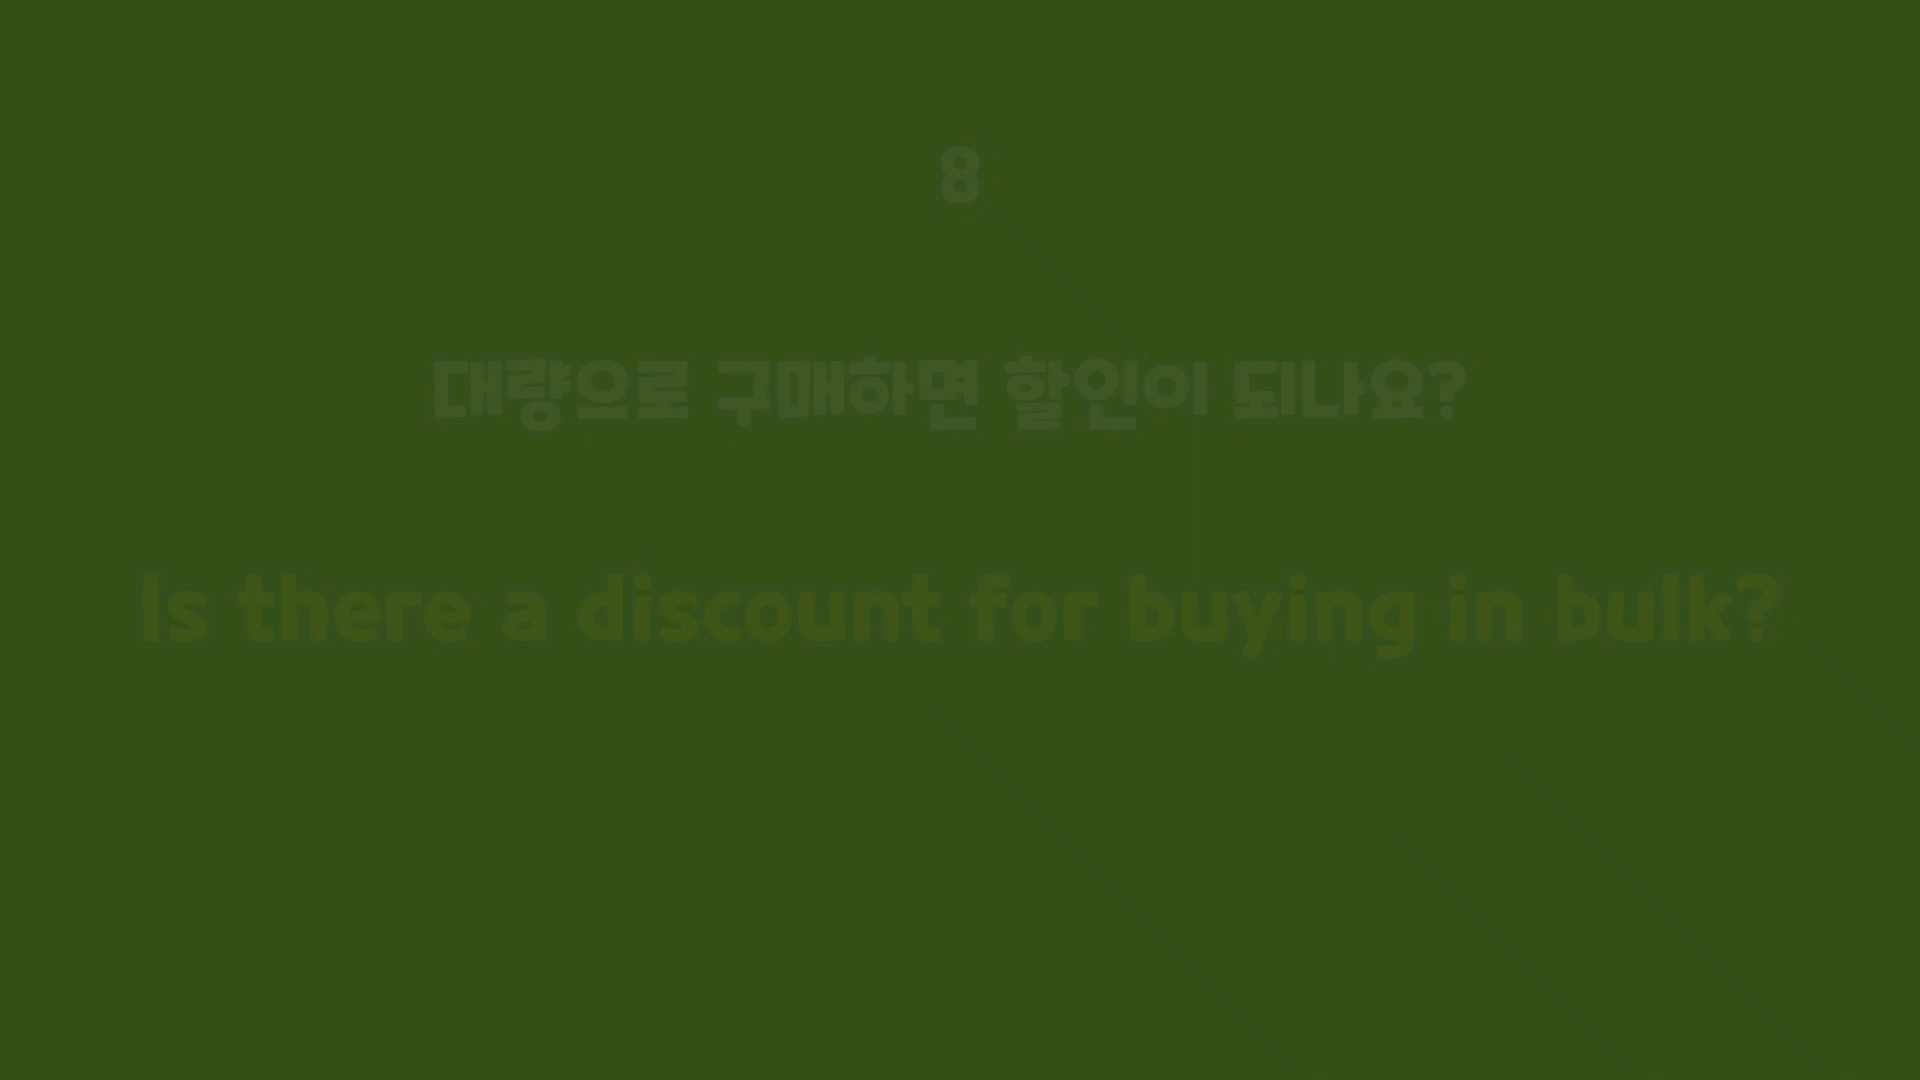 8
대량으로 구매하면 할인이 되나요?
Is there a discount for buying in bulk?